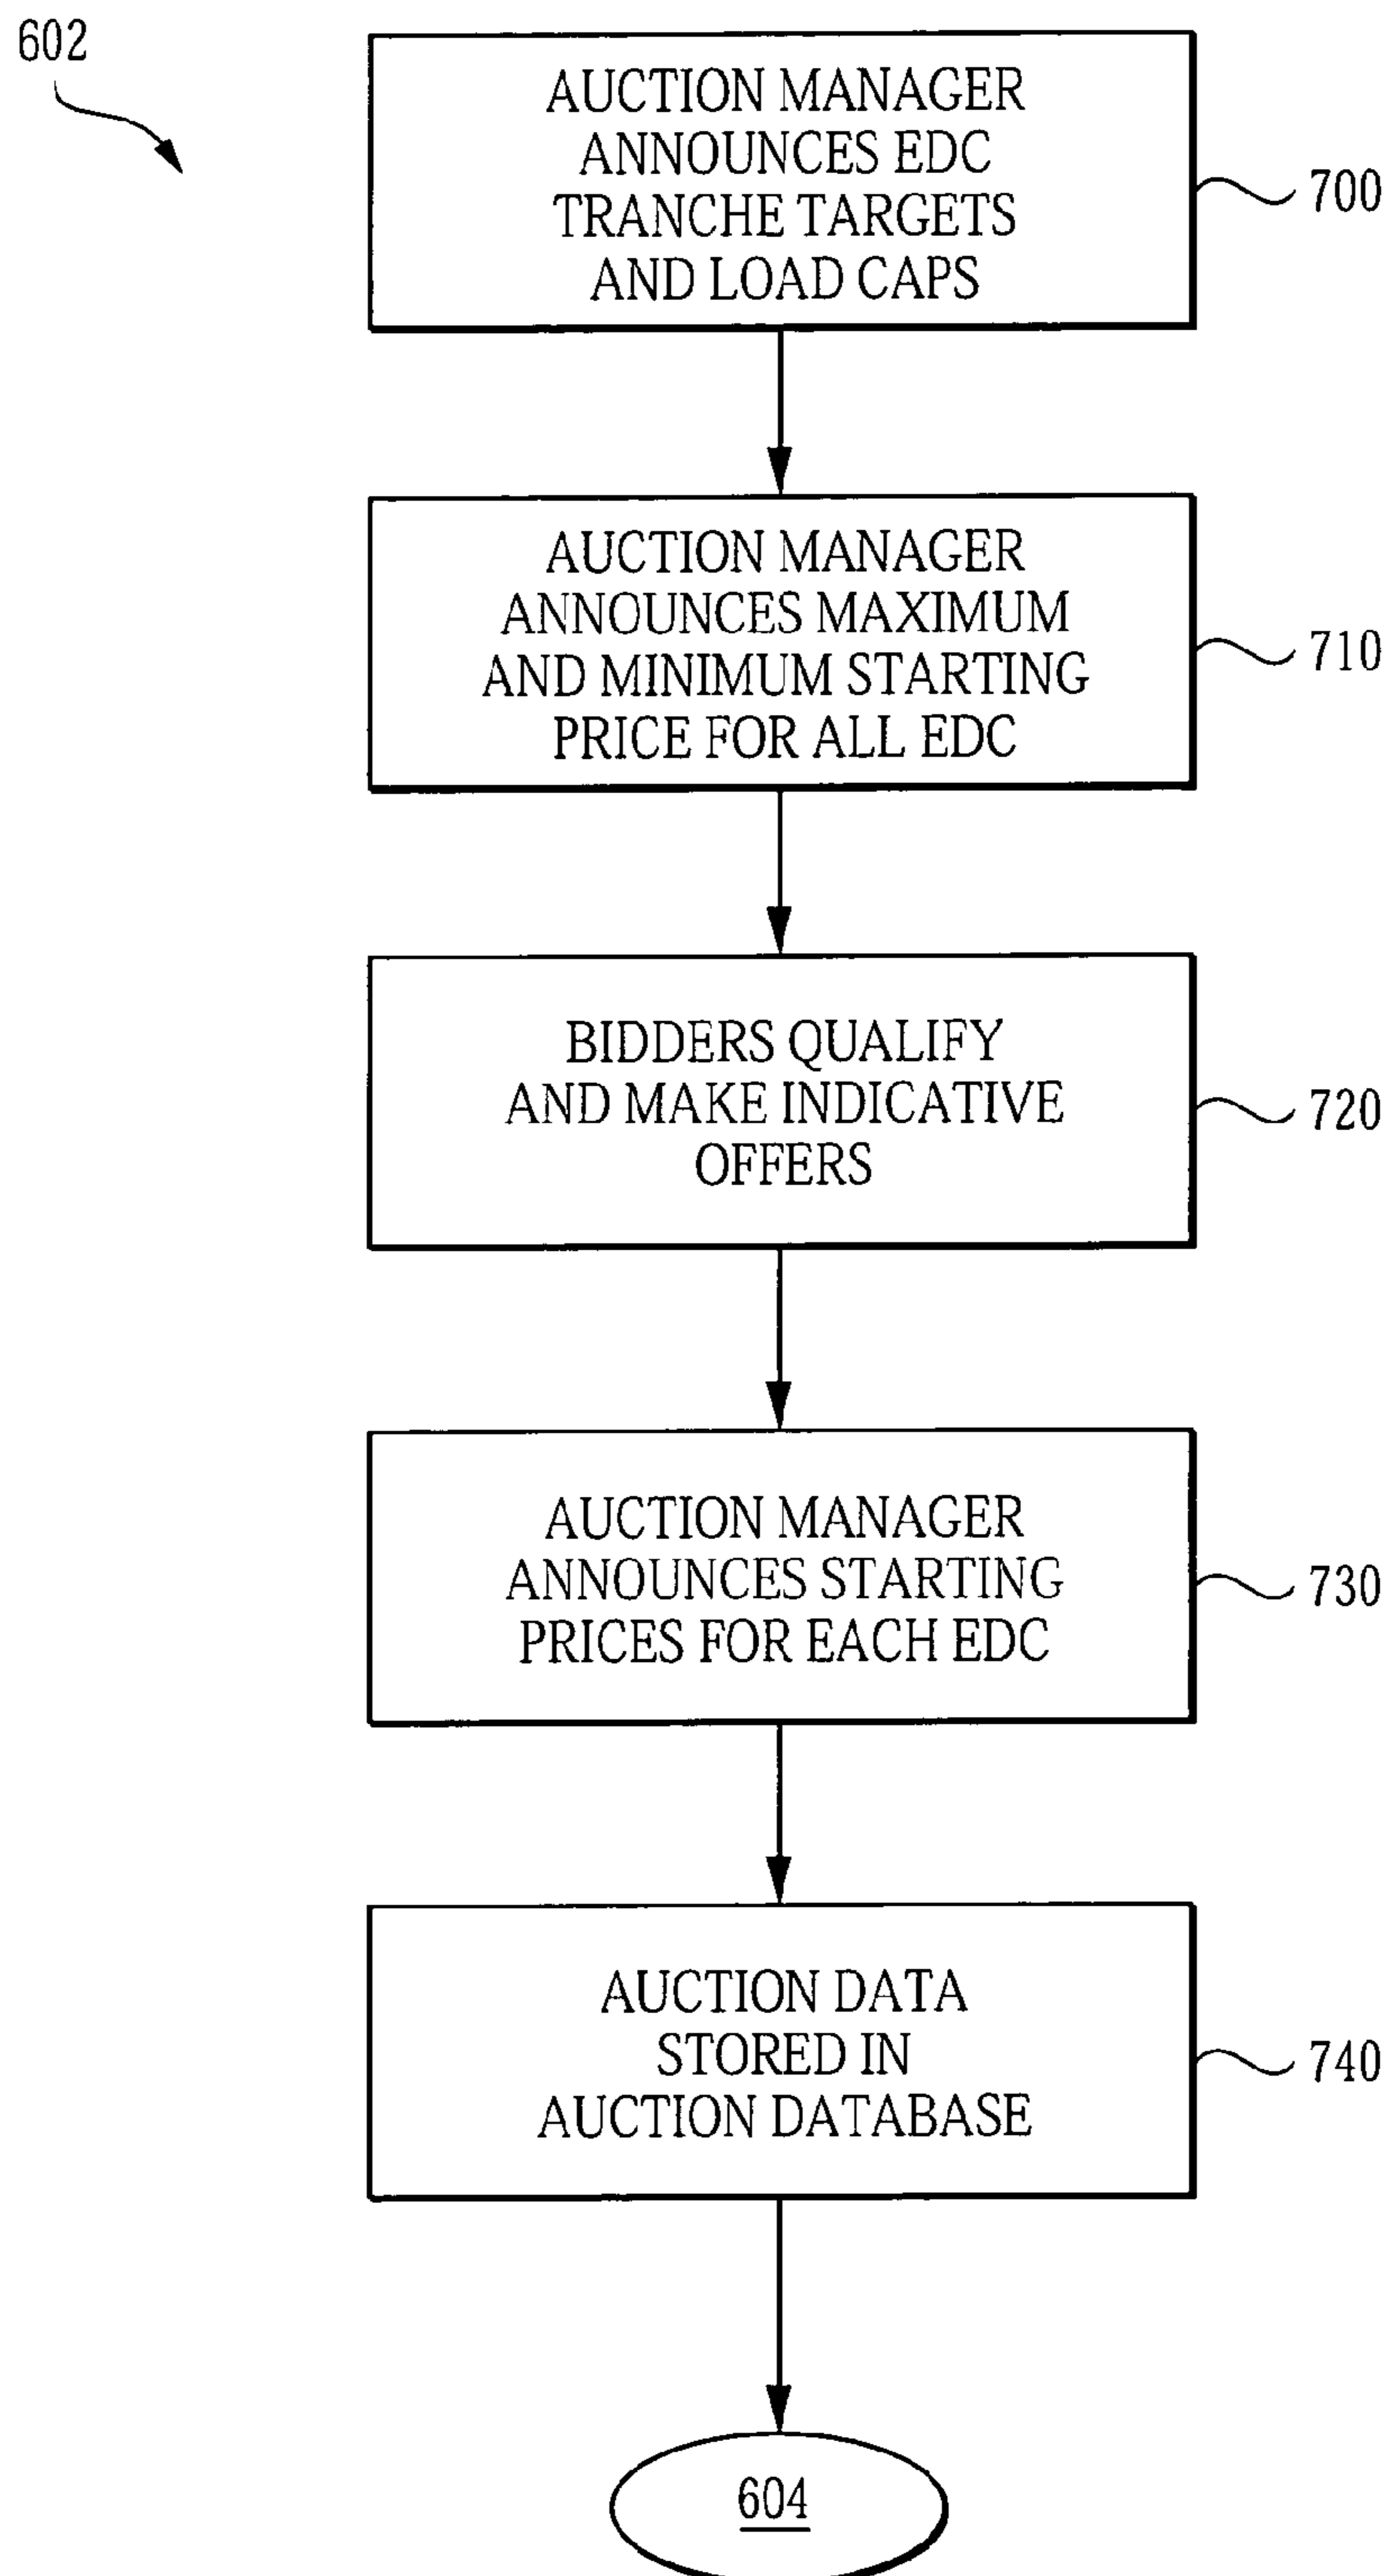 602
AUCTION MANAGER
ANNOUNCES EDC
TRANCHE TARGETS
AND LOAD CAPS
700
AUCTION MANAGER
ANNOUNCES MAXIMUM
AND MINIMUM STARTING
PRICE FOR ALL EDC
710
BIDDERS QUALIFY
AND MAKE INDICATIVE
OFFERS
720
AUCTION MANAGER
ANNOUNCES STARTING
PRICES FOR EACH EDC
730
AUCTION DATA
STORED IN
AUCTION DATABASE
740
604